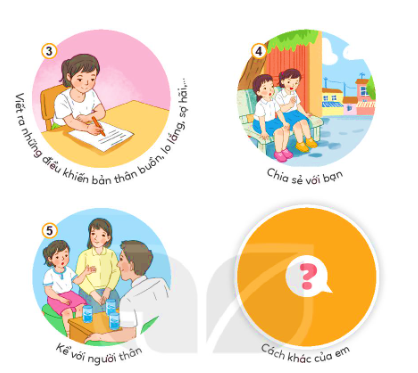 3
Viết ra những điều khiến bản thân buồn, lo lắng, sợ hãi,...
4
Chia sẻ với bạn
5
Kể với người thân
?
Cách khác của em